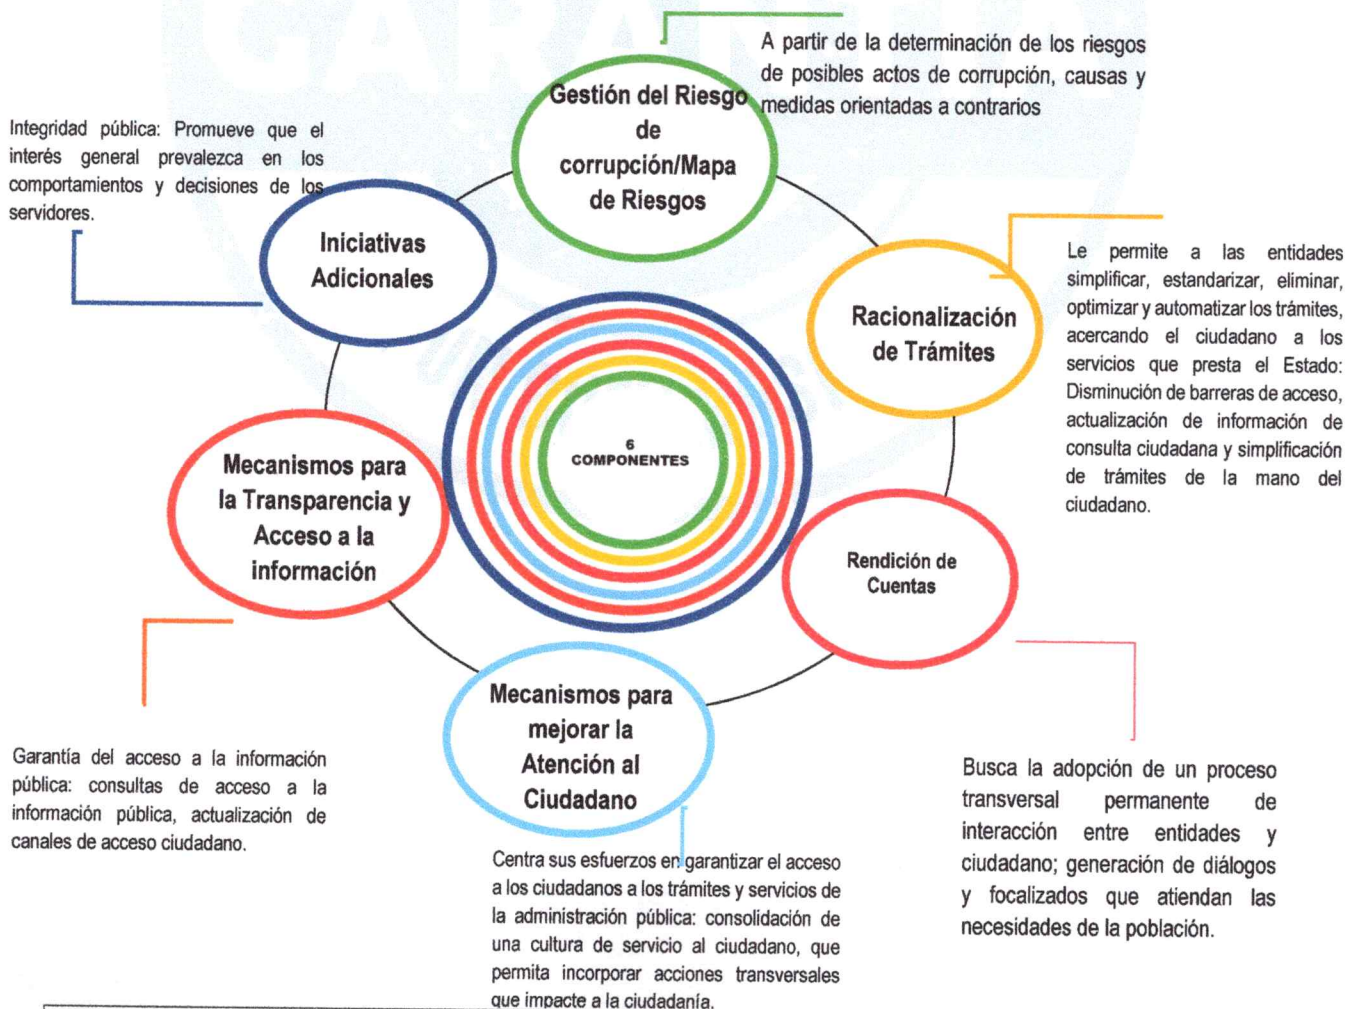 GARANTÍA
A partir de la determinación de los riesgos
de posibles actos de corrupción, causas y
medidas orientadas a contrarios
Gestión del Riesgo
de
corrupción/Mapa
de Riesgos
Integridad pública: Promueve que el
interés general prevalezca en los
comportamientos y decisiones de los
servidores.
Iniciativas
Adicionales
Le permite a las entidades
simplificar, estandarizar, eliminar,
optimizar y automatizar los trámites,
acercando el ciudadano a los
servicios que presta el Estado:
Disminución de barreras de acceso,
actualización de información de
consulta ciudadana y simplificación
de trámites de la mano del
ciudadano.
Racionalización
de Trámites
6
COMPONENTES
Mecanismos para
la Transparencia y
Acceso a la
información
Rendición de
Cuentas
Mecanismos para
mejorar la
Atención al
Ciudadano
Garantía del acceso a la información
pública: consultas de acceso a la
información pública, actualización de
canales de acceso ciudadano.
Centra sus esfuerzos en garantizar el acceso
a los ciudadanos a los trámites y servicios de
la administración pública: consolidación de
una cultura de servicio al ciudadano, que
permita incorporar acciones transversales
que impacte a la ciudadanía.
Busca la adopción de un proceso
transversal permanente de
interacción entre entidades y
ciudadano; generación de diálogos
y focalizados que atiendan las
necesidades de la población.